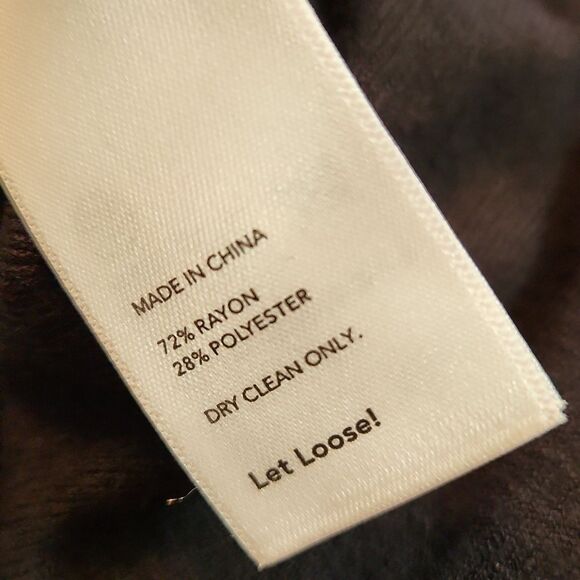 MADE IN CHINA
72% RAYON
28% POLYESTER
DRY CLEAN ONLY.
Let Loose!